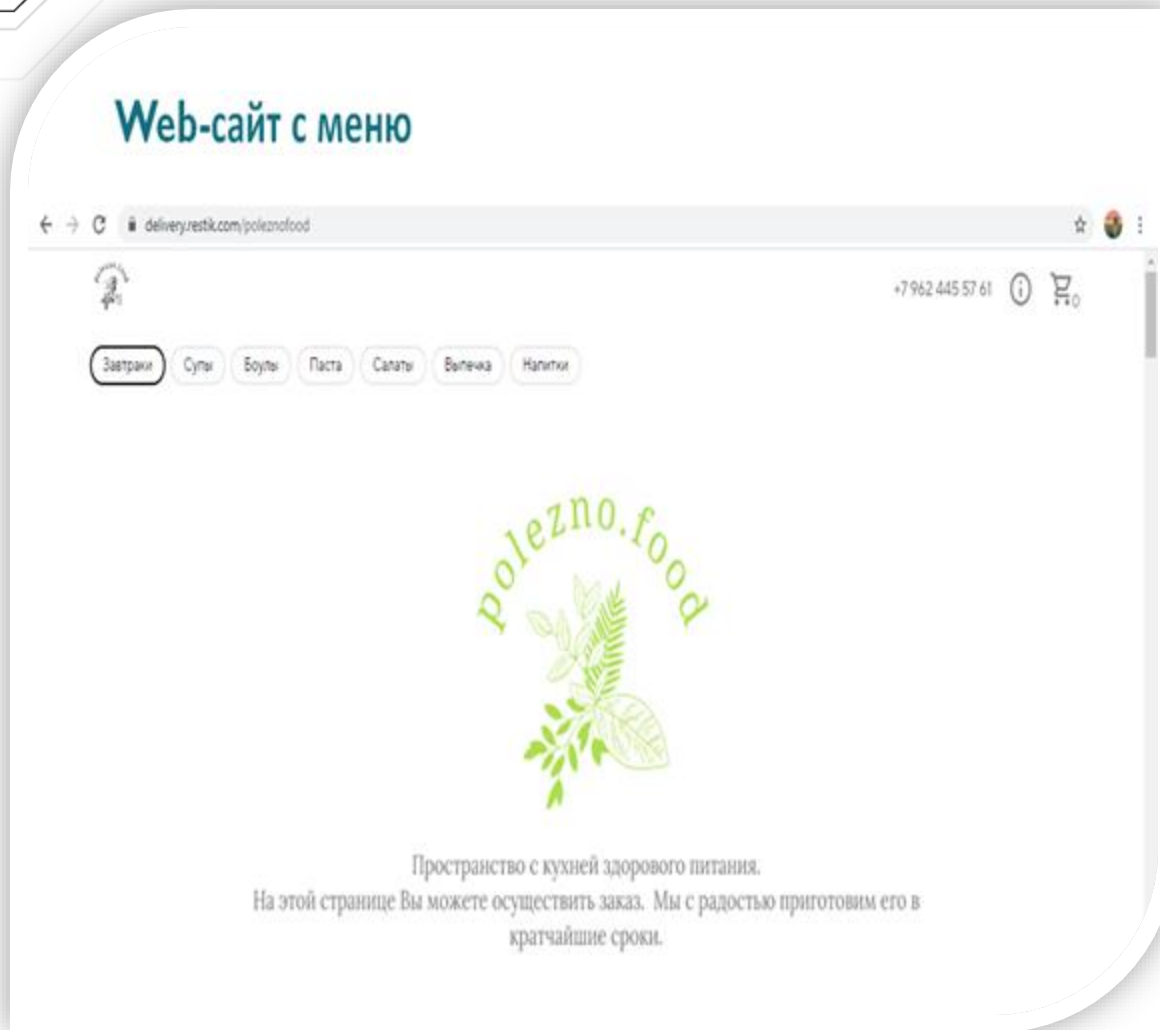 Web-сайт с меню
delivery.restik.com/poleznofood
+7 962 445 57 61
0
Завтраки Супы Боулы Паста Салаты Выпечка Напитки
polezno.food
Пространство с кухней здорового питания.
На этой странице Вы можете осуществить заказ. Мы с радостью приготовим его в
кратчайшие сроки.